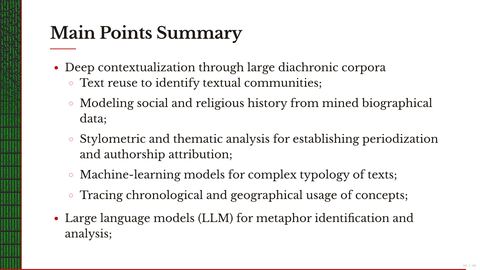 Main Points Summary
• Deep contextualization through large diachronic corpora
○ Text reuse to identify textual communities;
○ Modeling social and religious history from mined biographical
data;
○ Stylometric and thematic analysis for establishing periodization
and authorship attribution;
○ Machine-learning models for complex typology of texts;
○ Tracing chronological and geographical usage of concepts;
• Large language models (LLM) for metaphor identification and
analysis;